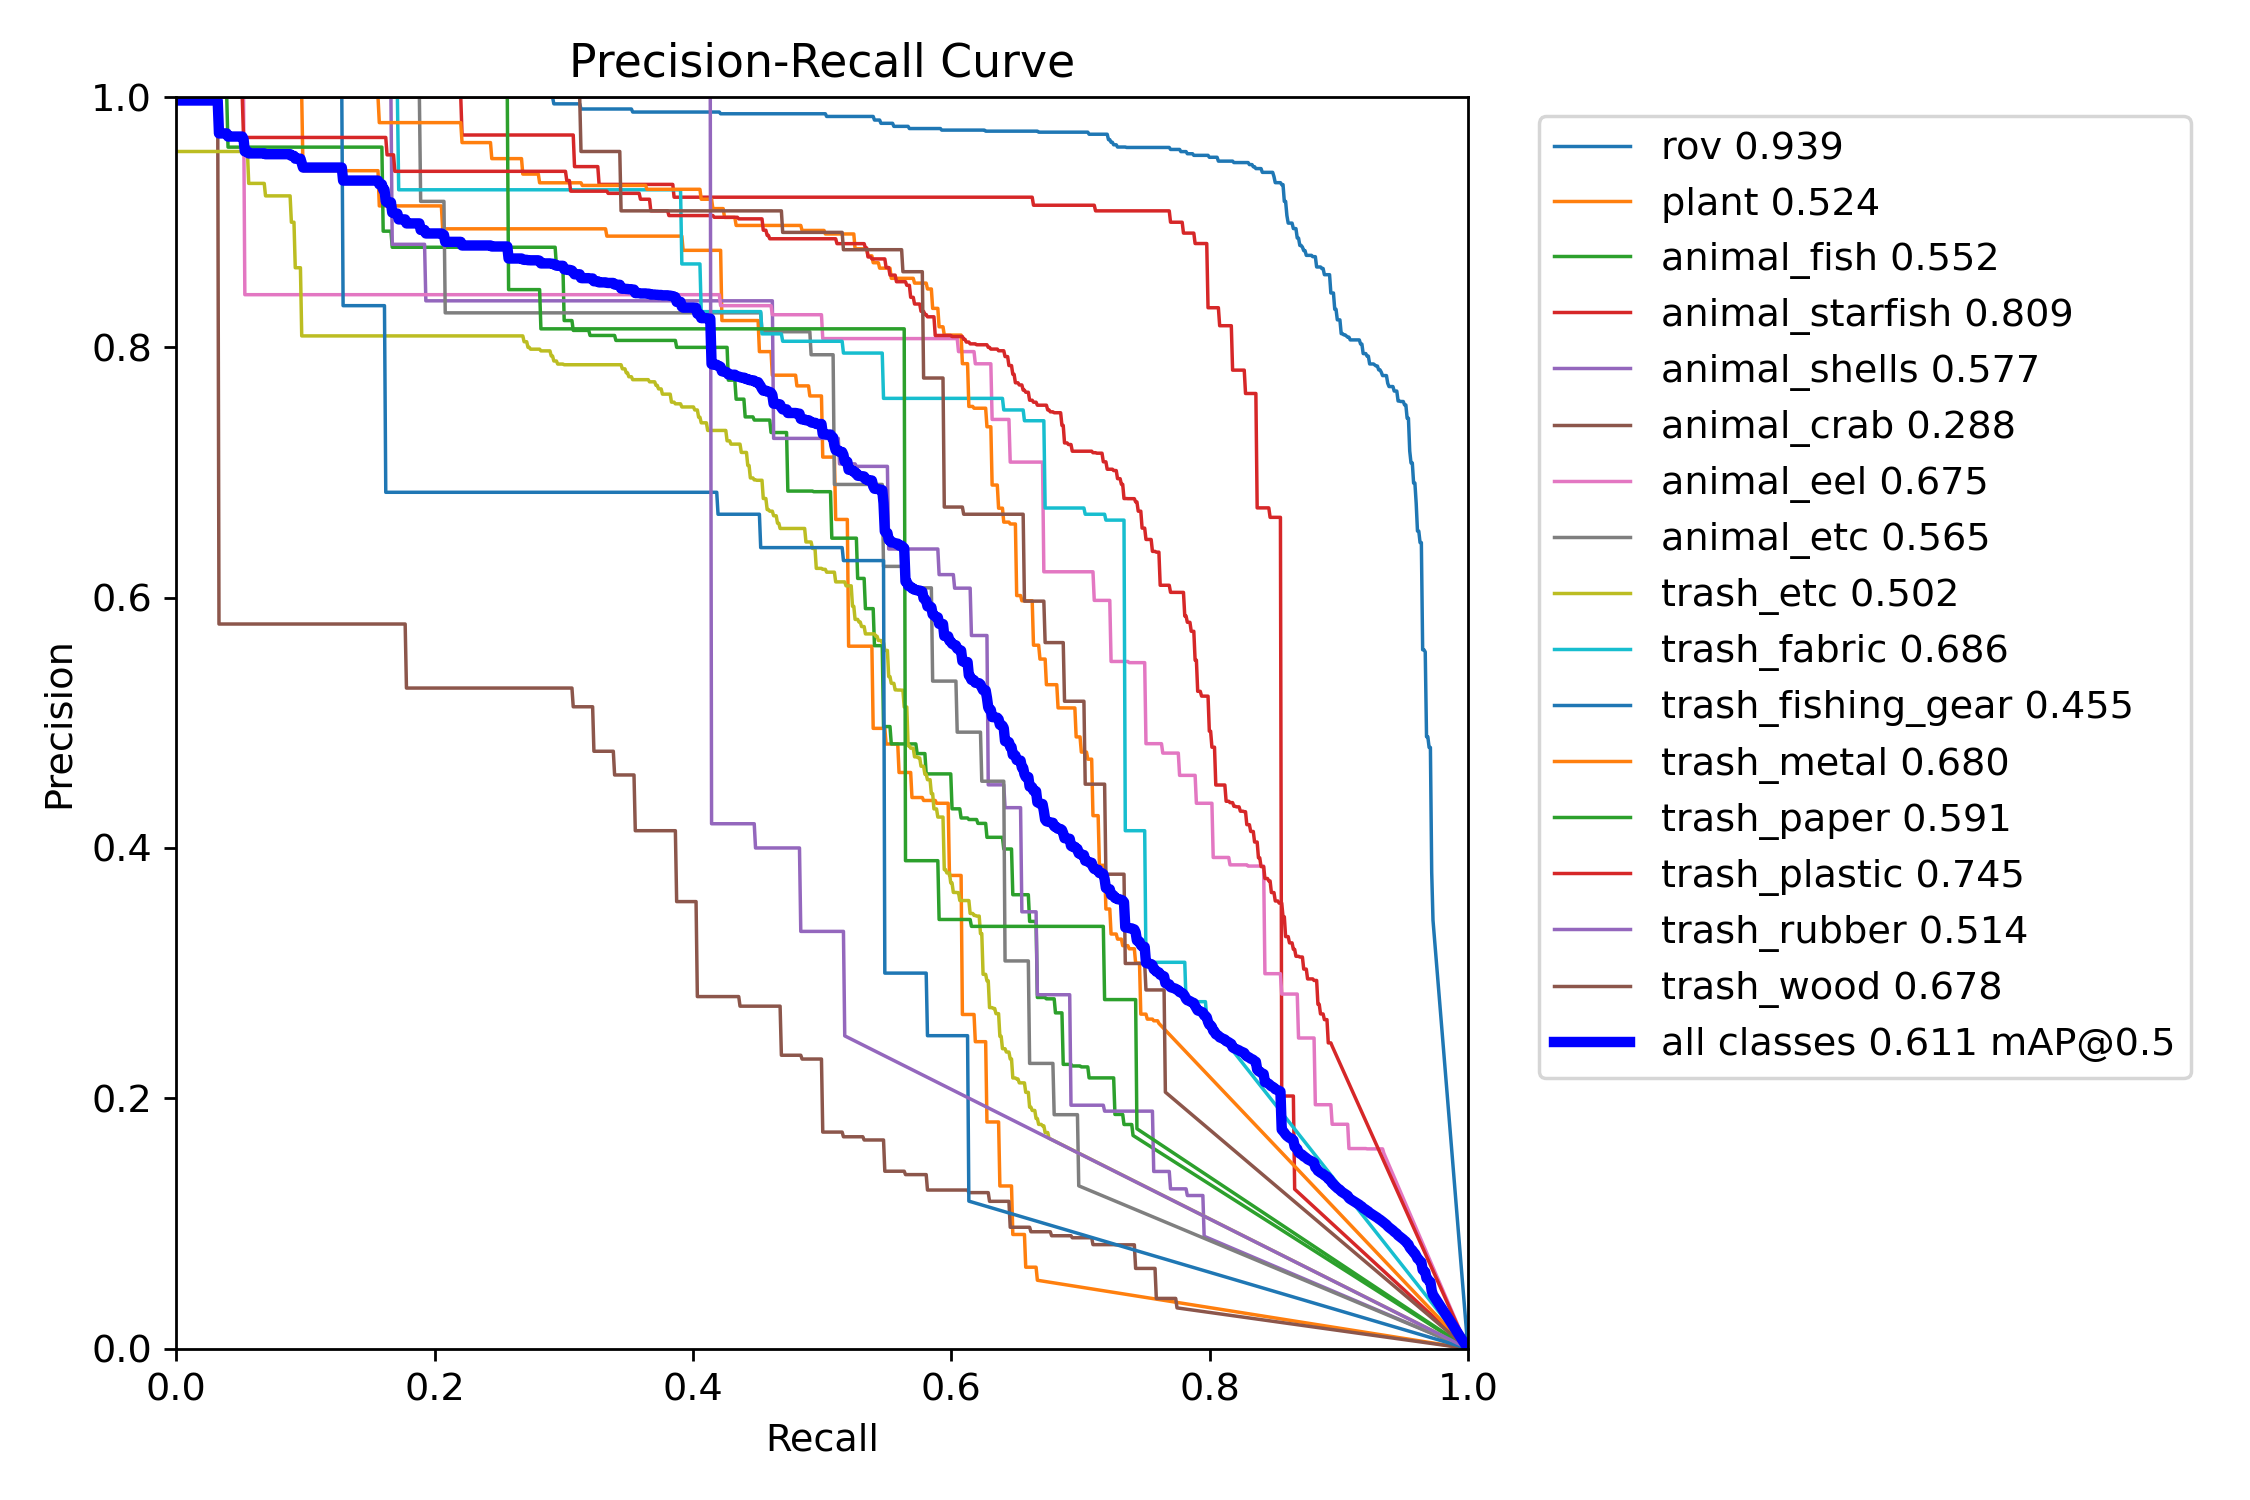 Precision-Recall Curve
1.0
0.8
0.6
0.4
0.2
0.0
Precision
0.0 0.2 0.4 0.6 0.8 1.0
Recall
rov 0.939
plant 0.524
animal_fish 0.552
animal_starfish 0.809
animal_shells 0.577
animal_crab 0.288
animal_eel 0.675
animal_etc 0.565
trash_etc 0.502
trash_fabric 0.686
trash_fishing_gear 0.455
trash_metal 0.680
trash_paper 0.591
trash_plastic 0.745
trash_rubber 0.514
trash_wood 0.678
all classes 0.611 mAP@0.5